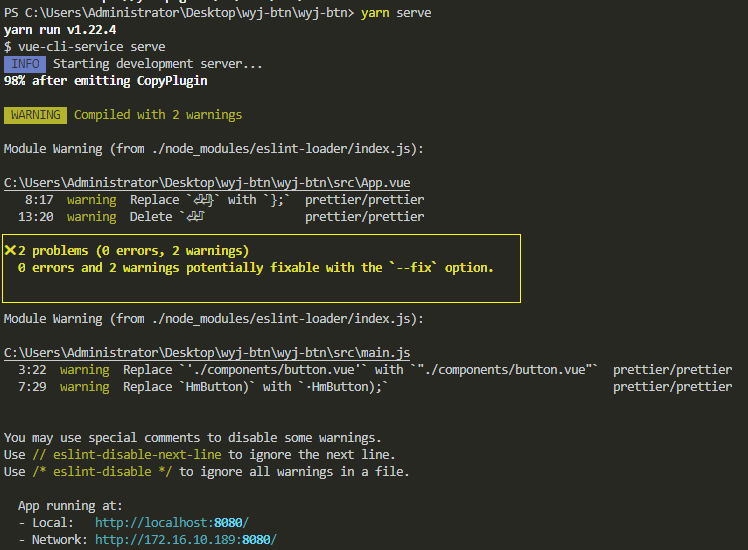 PS C:\Users\Administrator\Desktop\wyj-btn\wyj-btn> yarn serve
yarn run v1.22.4
$ vue-cli-service serve
INFO  Starting development server...
98% after emitting CopyPlugin
WARNING  Compiled with 2 warnings
Module Warning (from ./node_modules/eslint-loader/index.js):
C:\Users\Administrator\Desktop\wyj-btn\wyj-btn\src\App.vue
8:17  warning  Replace `⏎⏎}` with `};`  prettier/prettier
13:20  warning  Delete `⏎⏎`  prettier/prettier
✖ 2 problems (0 errors, 2 warnings)
0 errors and 2 warnings potentially fixable with the `--fix` option.
Module Warning (from ./node_modules/eslint-loader/index.js):
C:\Users\Administrator\Desktop\wyj-btn\wyj-btn\src\main.js
3:22  warning  Replace `'./components/button.vue'` with `"./components/button.vue"`  prettier/prettier
7:29  warning  Replace `HmButton)` with `·HmButton);`  prettier/prettier
You may use special comments to disable some warnings.
Use // eslint-disable-next-line to ignore the next line.
Use /* eslint-disable */ to ignore all warnings in a file.
App running at:
- Local:   http://localhost:8080/
- Network: http://172.16.10.189:8080/